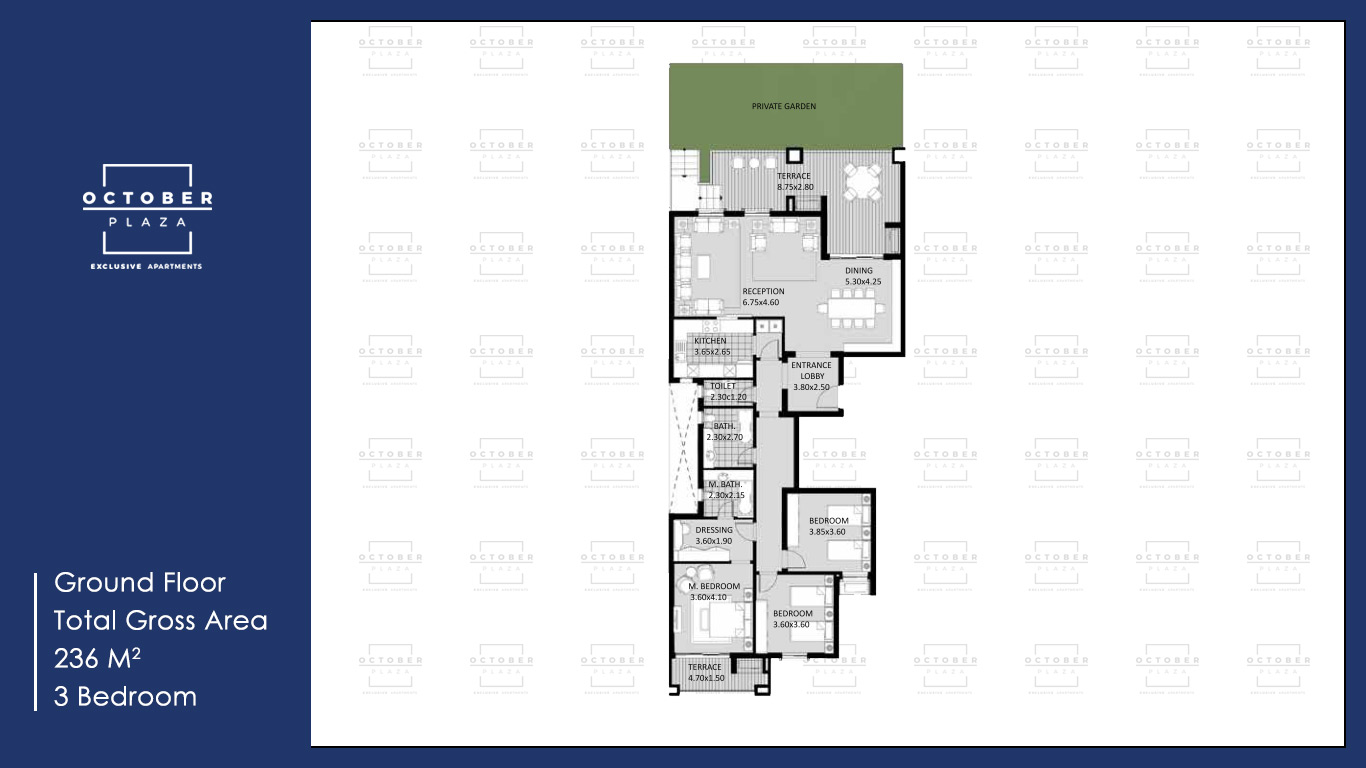 OCTOBER
PLAZA
EXCLUSIVE APARTMENTS
Ground Floor
Total Gross Area
236 M²
3 Bedroom
PRIVATE GARDEN
TERRACE
8.75x2.80
DINING
5.30x4.25
RECEPTION
6.75x4.60
KITCHEN
3.65x2.65
ENTRANCE
LOBBY
3.80x2.50
TOILET
2.30c1.20
BATH.
2.30x2.70
M. BATH.
2.30x2.15
DRESSING
3.60x1.90
BEDROOM
3.85x3.60
M. BEDROOM
3.60x4.10
BEDROOM
3.60x3.60
TERRACE
4.70x1.50